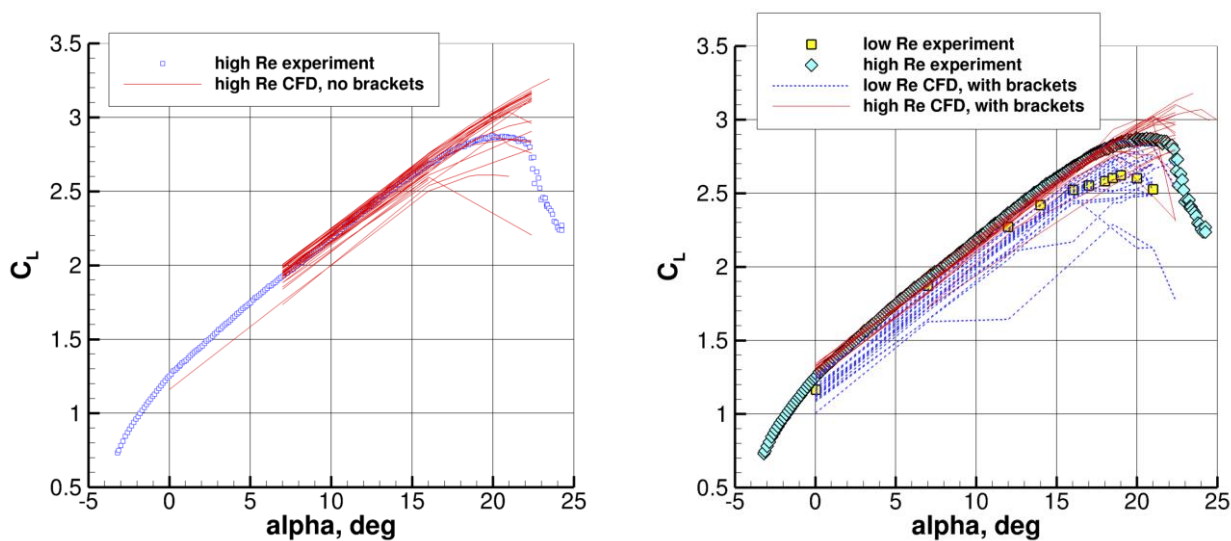 3.5
3
2.5
2
1.5
1
0.5
C_L
-5 0 5 10 15 20 25
alpha, deg
high Re experiment
high Re CFD, no brackets
3.5
3
2.5
2
1.5
1
0.5
C_L
-5 0 5 10 15 20 25
alpha, deg
low Re experiment
high Re experiment
low Re CFD, with brackets
high Re CFD, with brackets